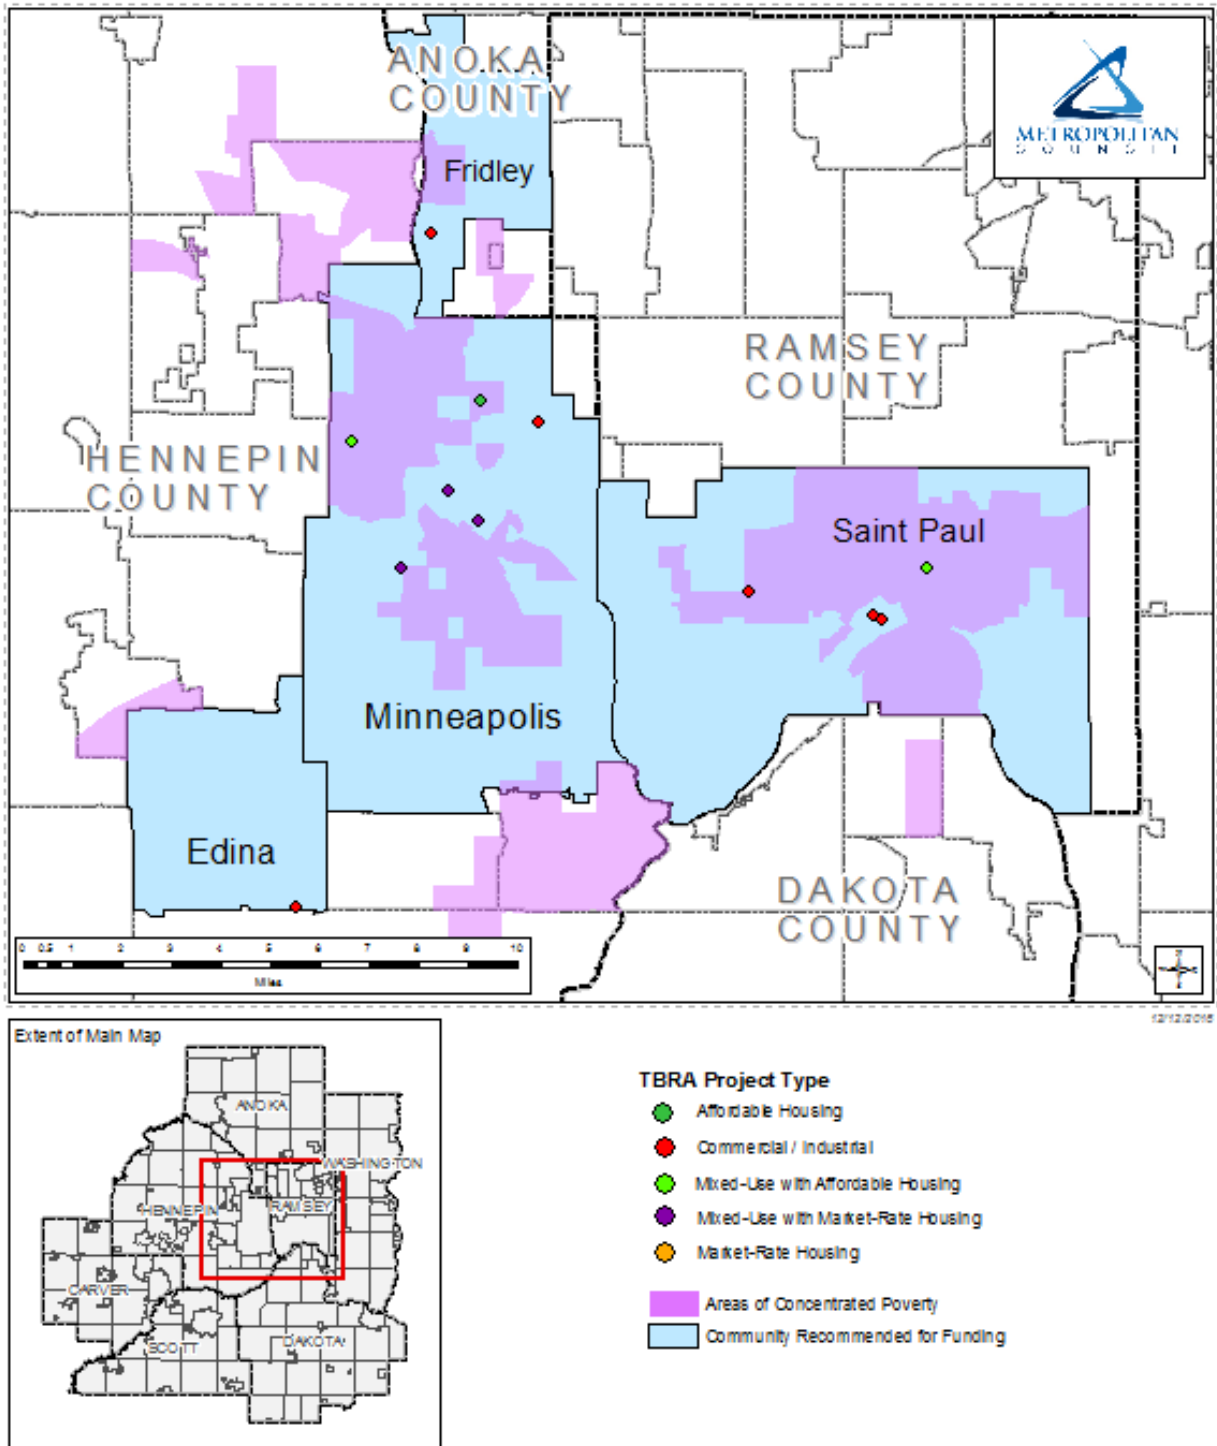 ANOKA
COUNTY
METROPOLITAN
COUNCIL
Fridley
RAMSEY
COUNTY
HENNEPIN
COUNTY
Saint Paul
Minneapolis
Edina
DAKOTA
COUNTY
0 0.5 1 2 3 4 5 6 7 8 9 10
Miles
N
12/12/2016
Extent of Main Map
ANOKA
WASHINGTON
HENNEPIN
RAMSEY
CARVER
SCOTT
DAKOTA
TBRA Project Type
Affordable Housing
Commercial / Industrial
Mixed-Use with Affordable Housing
Mixed-Use with Market-Rate Housing
Market-Rate Housing
Areas of Concentrated Poverty
Community Recommended for Funding